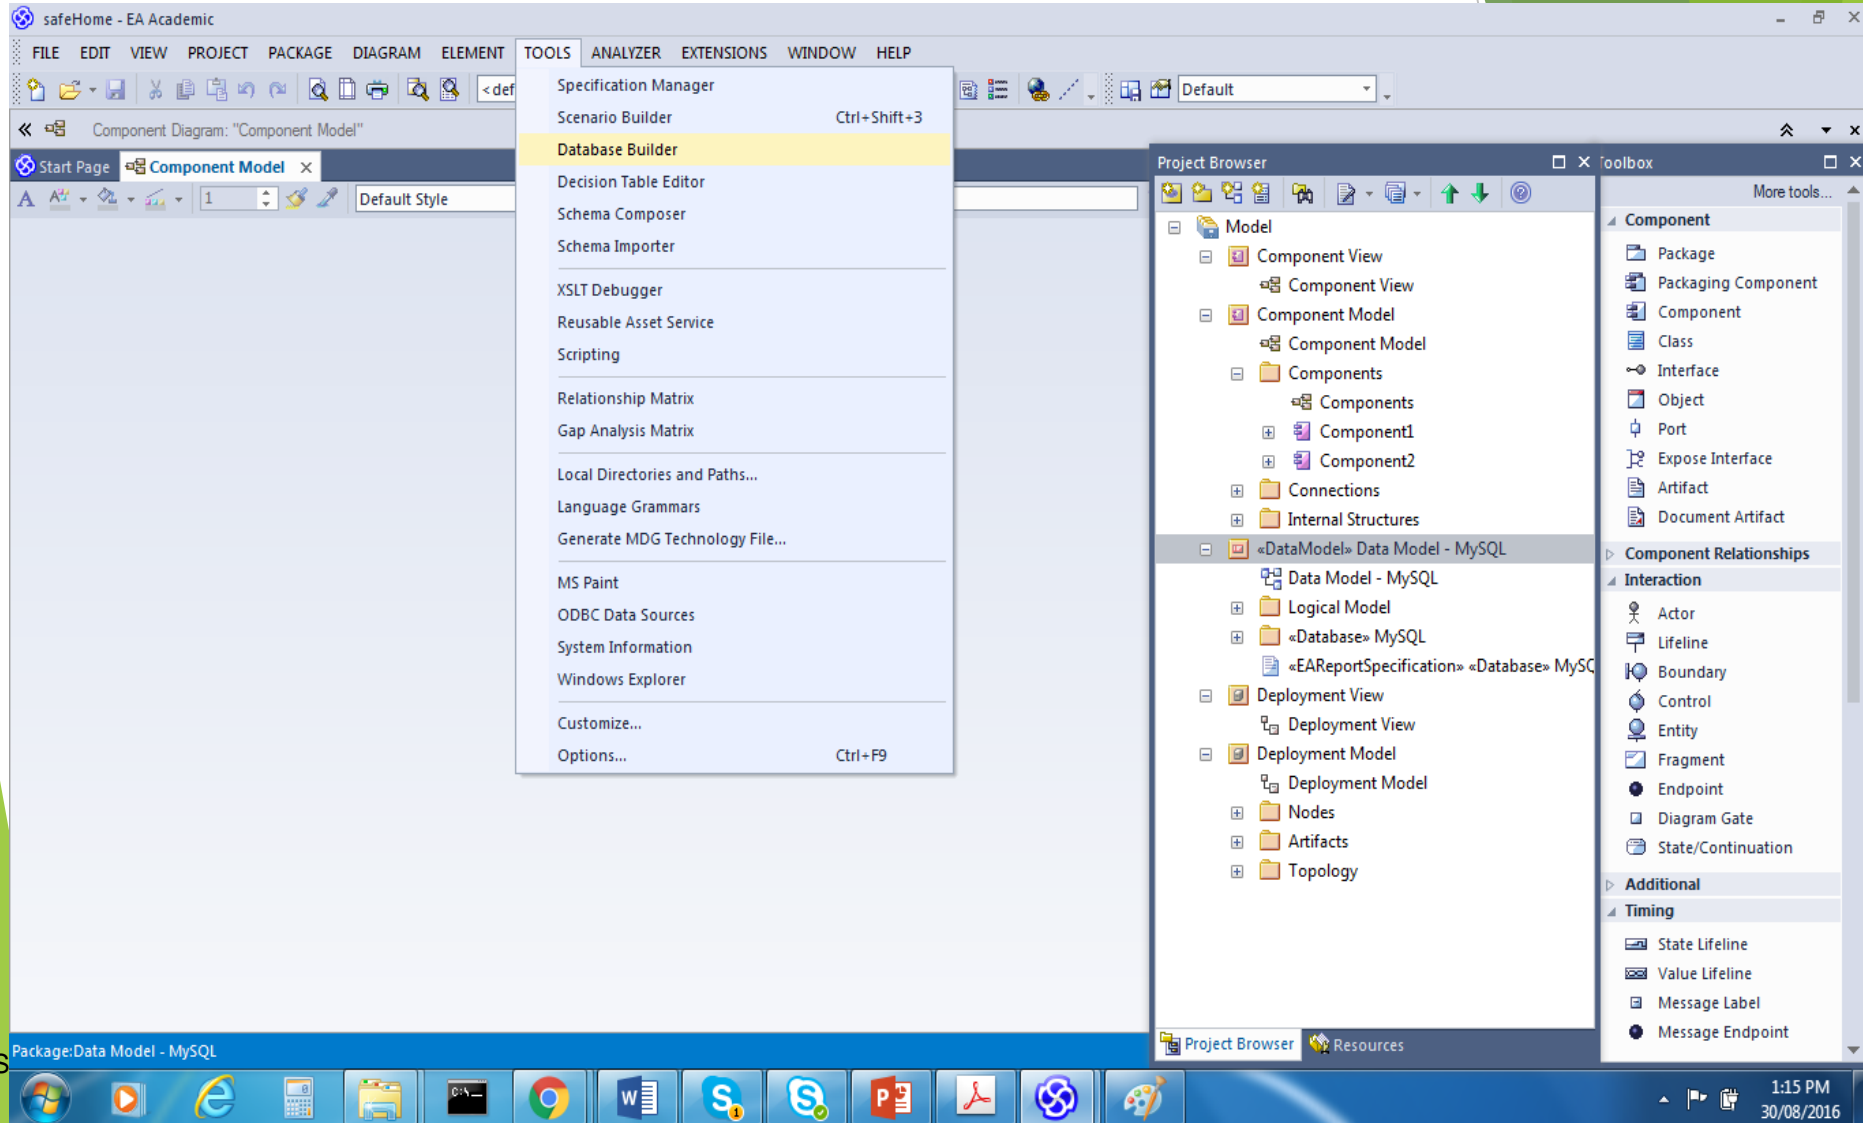 safeHome - EA Academic
FILE EDIT VIEW PROJECT PACKAGE DIAGRAM ELEMENT TOOLS ANALYZER EXTENSIONS WINDOW HELP
<def
Default
Component Diagram: "Component Model"
Start Page
Component Model
1
Default Style
Specification Manager
Scenario Builder Ctrl+Shift+3
Database Builder
Decision Table Editor
Schema Composer
Schema Importer
XSLT Debugger
Reusable Asset Service
Scripting
Relationship Matrix
Gap Analysis Matrix
Local Directories and Paths...
Language Grammars
Generate MDG Technology File...
MS Paint
ODBC Data Sources
System Information
Windows Explorer
Customize...
Options... Ctrl+F9
Project Browser
Model
Component View
Component View
Component Model
Component Model
Components
Components
Component1
Component2
Connections
Internal Structures
«DataModel» Data Model - MySQL
Data Model - MySQL
Logical Model
«Database» MySQL
«EAReportSpecification» «Database» MySQ
Deployment View
Deployment View
Deployment Model
Deployment Model
Nodes
Artifacts
Topology
Project Browser
Resources
Toolbox
More tools...
Component
Package
Packaging Component
Component
Class
Interface
Object
Port
Expose Interface
Artifact
Document Artifact
Component Relationships
Interaction
Actor
Lifeline
Boundary
Control
Entity
Fragment
Endpoint
Diagram Gate
State/Continuation
Additional
Timing
State Lifeline
Value Lifeline
Message Label
Message Endpoint
Package:Data Model - MySQL
s
C:\
1
1:15 PM
30/08/2016